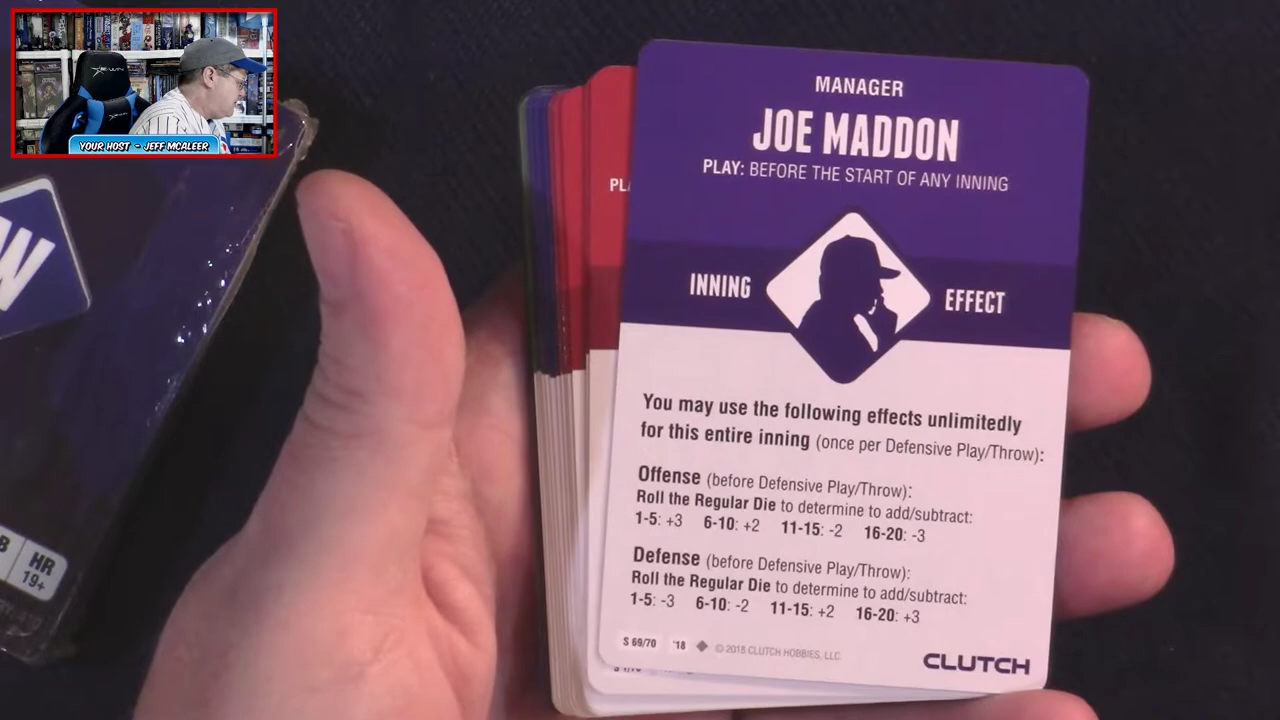 EWIN
YOUR HOST - JEFF MCALEER
W
B
HR
19+
PL
MANAGER
JOE MADDON
PLAY: BEFORE THE START OF ANY INNING
INNING
EFFECT
You may use the following effects unlimitedly
for this entire inning (once per Defensive Play/Throw):
Offense (before Defensive Play/Throw):
Roll the Regular Die to determine to add/subtract:
1-5: +3 6-10: +2 11-15: -2 16-20: -3
Defense (before Defensive Play/Throw):
Roll the Regular Die to determine to add/subtract:
1-5: -3 6-10: -2 11-15: +2 16-20: +3
S 69/70 '18 © 2018 CLUTCH HOBBIES, LLC.
CLUTCH